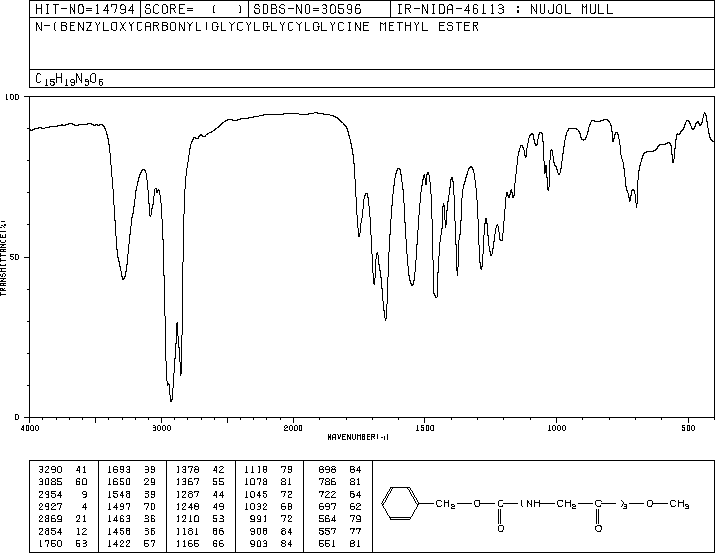 HIT-NO=14794 SCORE= ( ) SDBS-NO=30596 IR-NIDA-46113 : NUJOL MULL
N-(BENZYLOXYCARBONYL)GLYCYLGLYCYLGLYCINE METHYL ESTER
C15H19N3O6
100
50
0
TRANSMITTANCE(%)
4000 3000 2000 1500 1000 500
WAVENUMBER(-1)
3290 41 1693 39 1378 42 1118 79 698 64
3085 60 1650 29 1367 55 1078 81 786 81
2954 9 1548 39 1287 44 1045 72 722 64
2927 4 1497 70 1248 49 1032 68 697 62
2869 21 1463 36 1210 53 991 72 564 79
2854 12 1458 36 1181 66 908 84 557 77
1750 53 1422 57 1165 66 903 84 551 81
CH2 O C (NH CH2 C )3 O CH3
O O